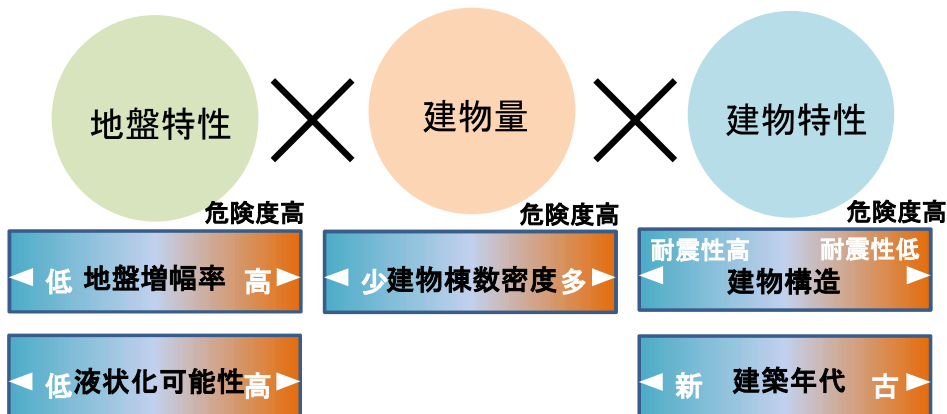 地盤特性
建物量
建物特性
危険度高
危険度高
危険度高
低 地盤増幅率 高
少 建物棟数密度 多
耐震性高 耐震性低
建物構造
低 液状化可能性 高
新 建築年代 古